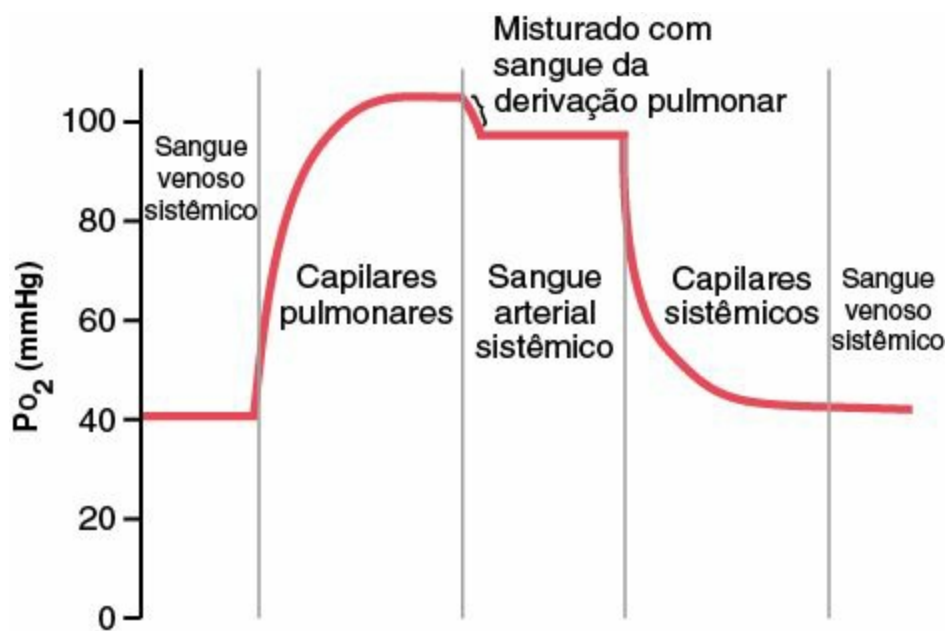 Misturado com
sangue da
derivação pulmonar
100
80
60
40
20
0
Po2 (mmHg)
Sangue
venoso
sistêmico
Capilares
pulmonares
Sangue
arterial
sistêmico
Capilares
sistêmicos
Sangue
venoso
sistêmico